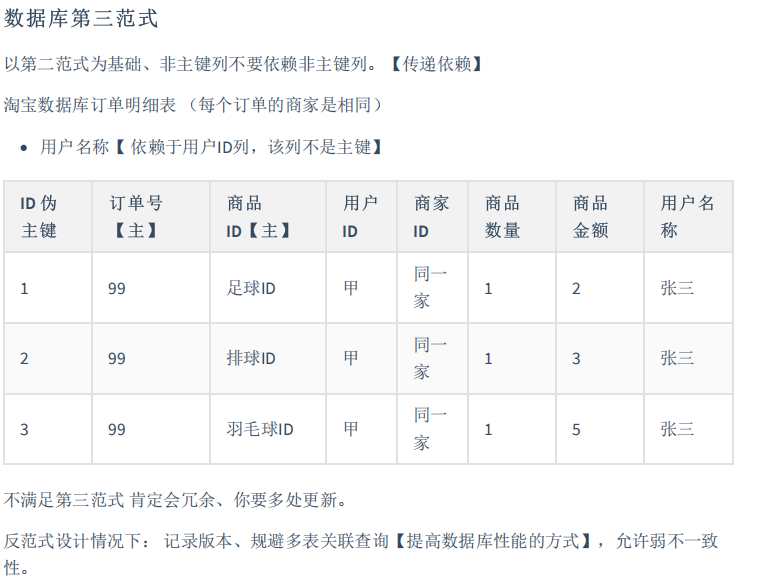 数据库第三范式
以第二范式为基础、非主键列不要依赖非主键列。【传递依赖】
淘宝数据库订单明细表 （每个订单的商家是相同）
• 用户名称【 依赖于用户ID列，该列不是主键】
ID 伪主键 订单号【主】 商品ID【主】 用户ID 商家ID 商品数量 商品金额 用户名称
1 99 足球ID 甲 同一家 1 2 张三
2 99 排球ID 甲 同一家 1 3 张三
3 99 羽毛球ID 甲 同一家 1 5 张三
不满足第三范式 肯定会冗余、你要多处更新。
反范式设计情况下： 记录版本、规避多表关联查询【提高数据库性能的方式】，允许弱不一致
性。